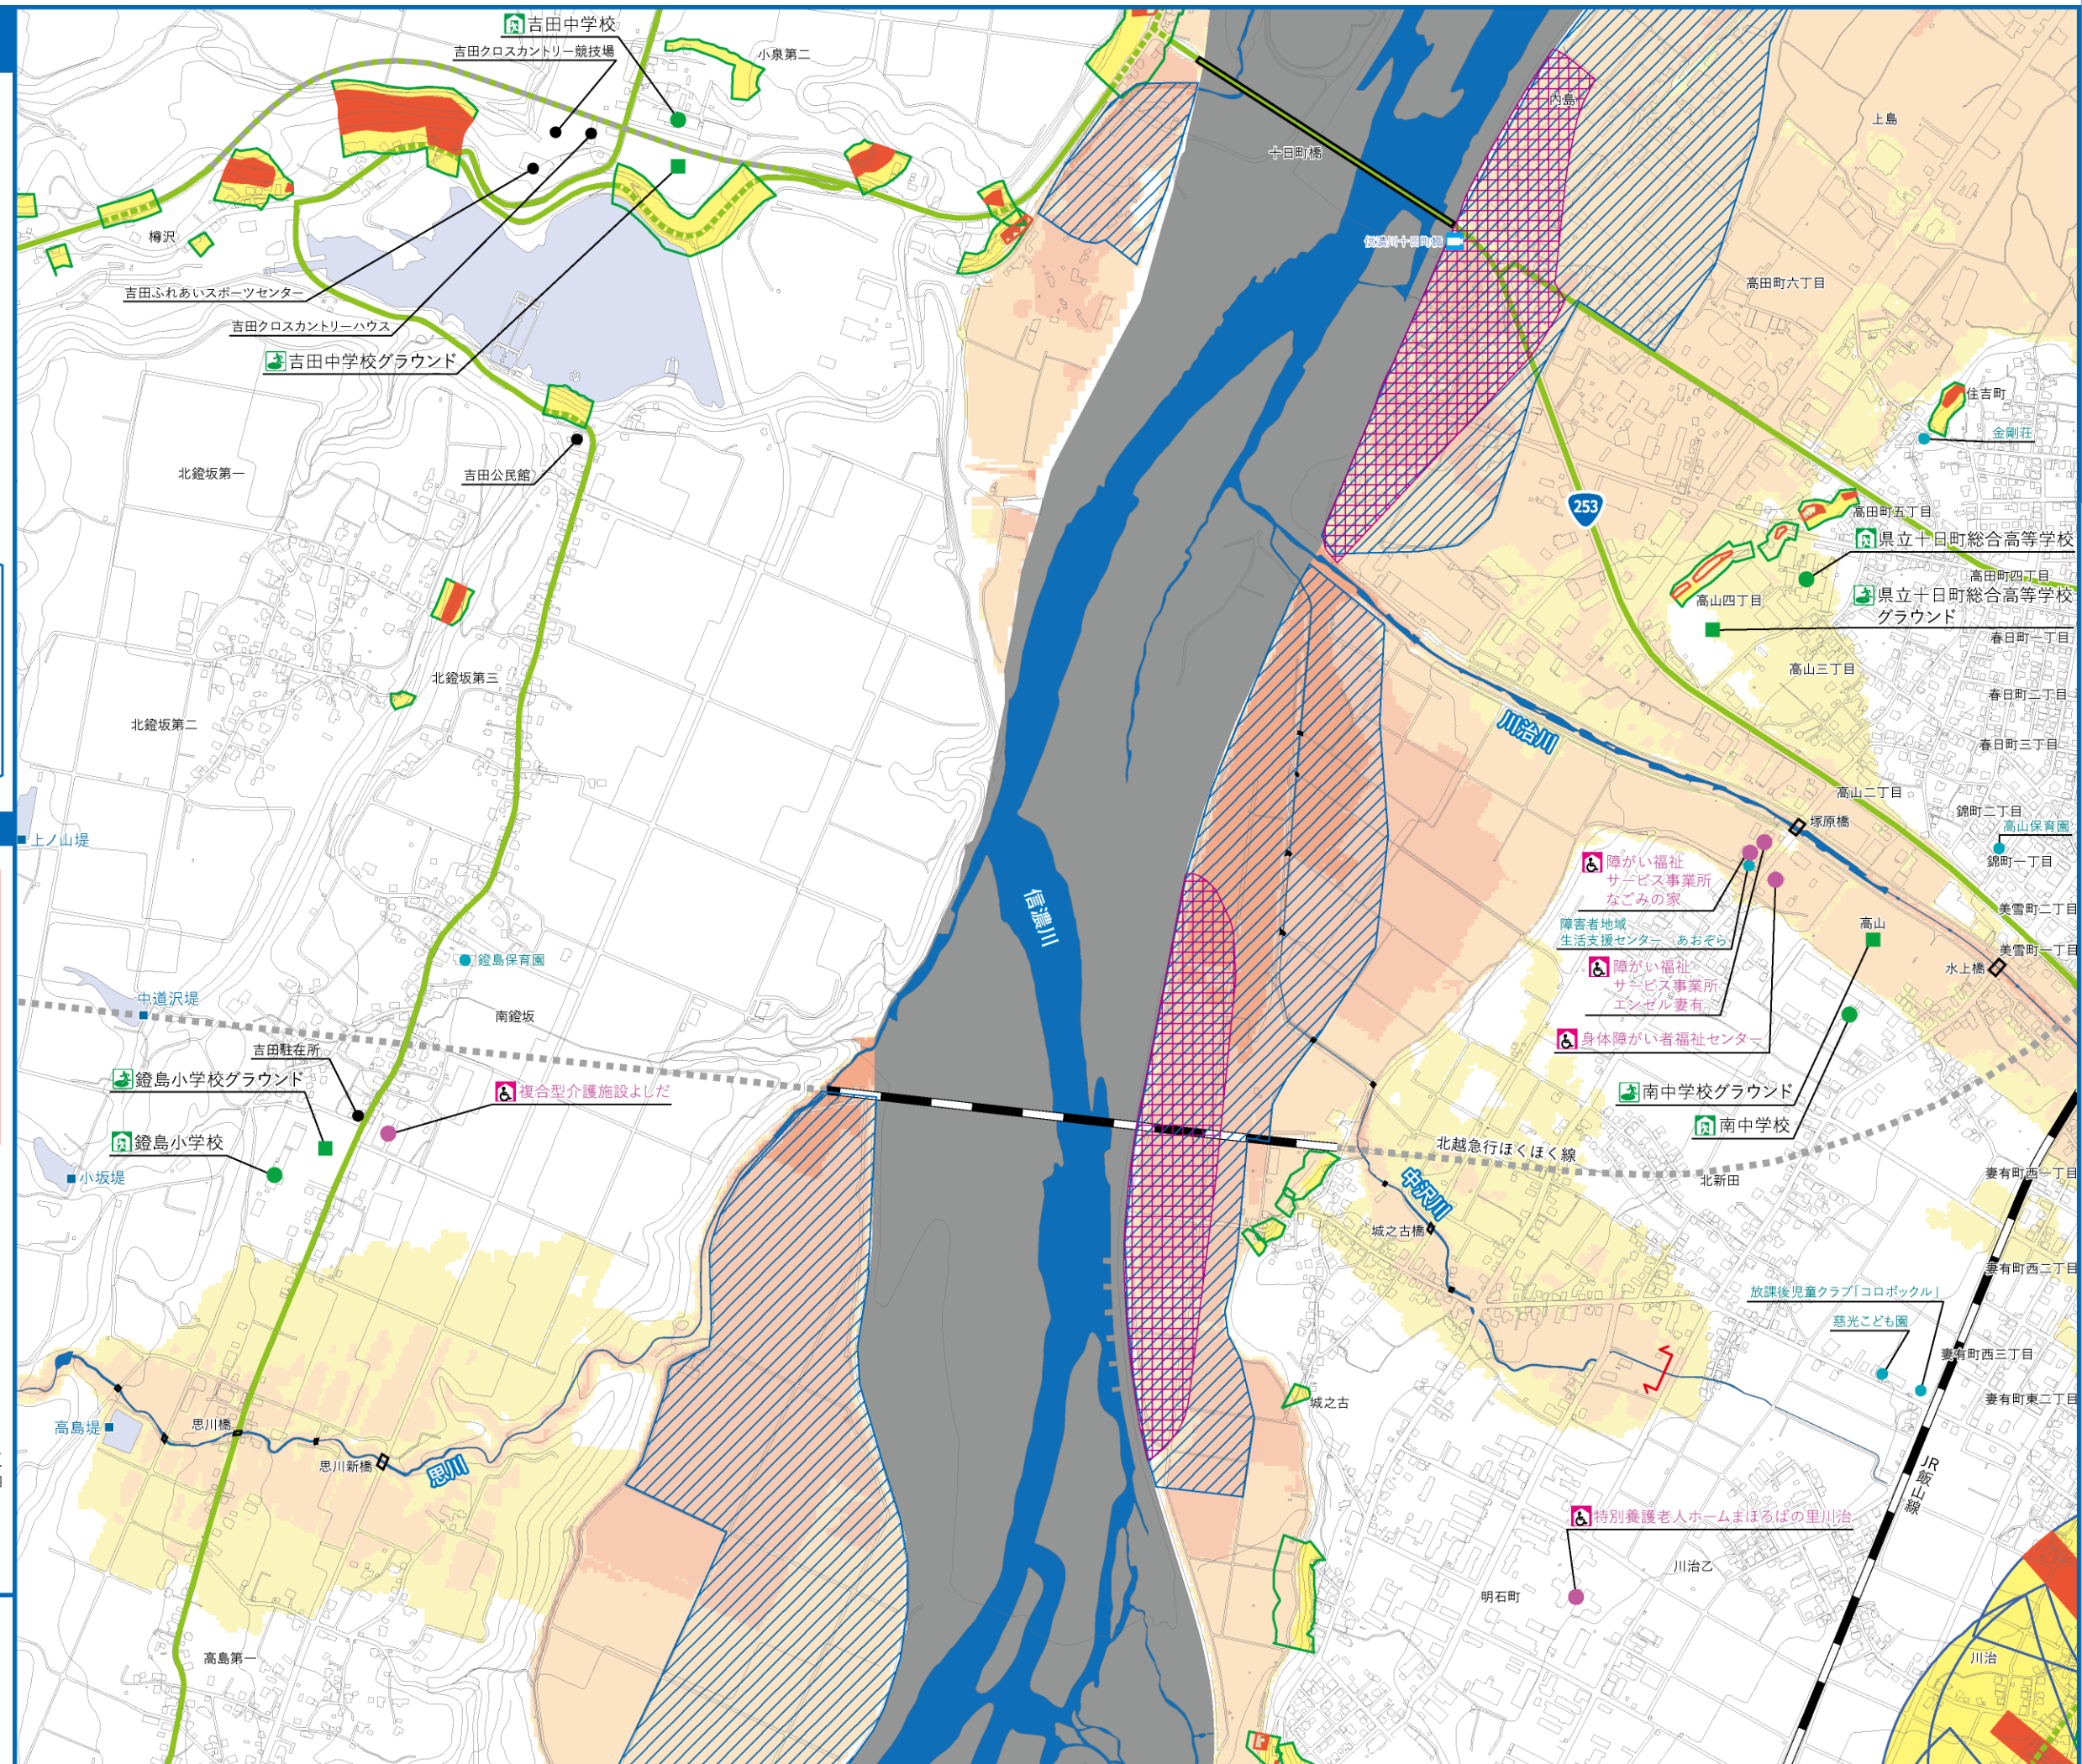 吉田中学校
吉田クロスカントリー競技場
小泉第二
内島
上島
十日町橋
樽沢
信濃川十日町橋
高田町六丁目
吉田ふれあいスポーツセンター
吉田クロスカントリーハウス
吉田中学校グラウンド
住吉町
金剛荘
北鐙坂第一
吉田公民館
253
高田町五丁目
県立十日町総合高等学校
高田町四丁目
高山四丁目
県立十日町総合高等学校
グラウンド
春日町一丁目
高山三丁目
北鐙坂第三
春日町二丁目
北鐙坂第二
川治川
春日町三丁目
高山二丁目
錦町二丁目
塚原橋
高山保育園
上ノ山堤
錦町一丁目
障がい福祉
サービス事業所
なごみの家
信濃川
美雪町二丁目
障害者地域
生活支援センター あおぞら
高山
美雪町一丁目
鐙島保育園
水上橋
障がい福祉
サービス事業所
エンゼル妻有
中道沢堤
南鐙坂
身体障がい者福祉センター
吉田駐在所
鐙島小学校グラウンド
複合型介護施設よしだ
南中学校グラウンド
南中学校
鐙島小学校
北越急行ほくほく線
妻有町西一丁目
小坂堤
北新田
中沢川
城之古橋
妻有町西二丁目
放課後児童クラブ「コロポックル」
慈光こども園
妻有町西三丁目
妻有町東二丁目
城之古
高島堤
思川橋
思川新橋
思川
JR飯山線
特別養護老人ホームまほろばの里川治
川治乙
明石町
高島第一
川治